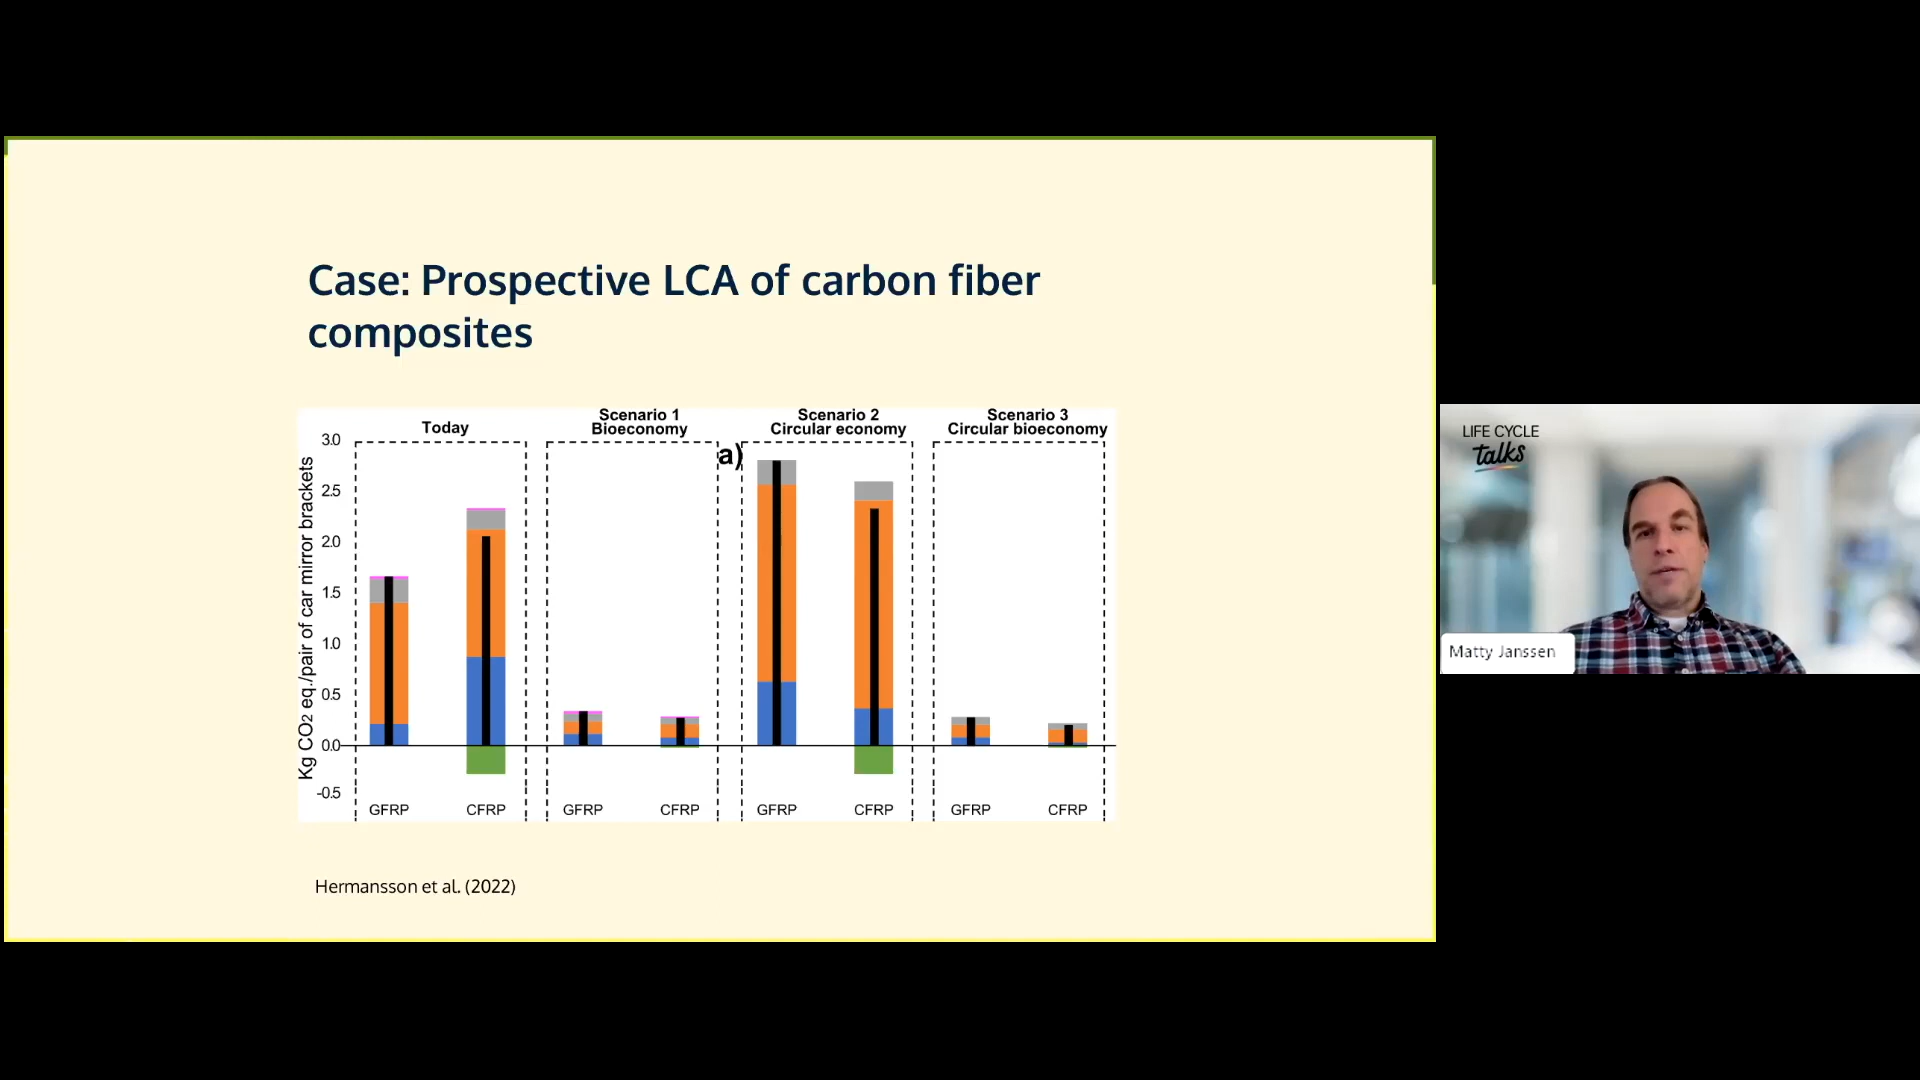 Case: Prospective LCA of carbon fiber
composites
Today
Scenario 1
Bioeconomy
Scenario 2
Circular economy
Scenario 3
Circular bioeconomy
a)
Kg CO2 eq./pair of car mirror brackets
3.0
2.5
2.0
1.5
1.0
0.5
0.0
-0.5
GFRP CFRP GFRP CFRP GFRP CFRP GFRP CFRP
Hermansson et al. (2022)
LIFE CYCLE
talks
Matty Janssen